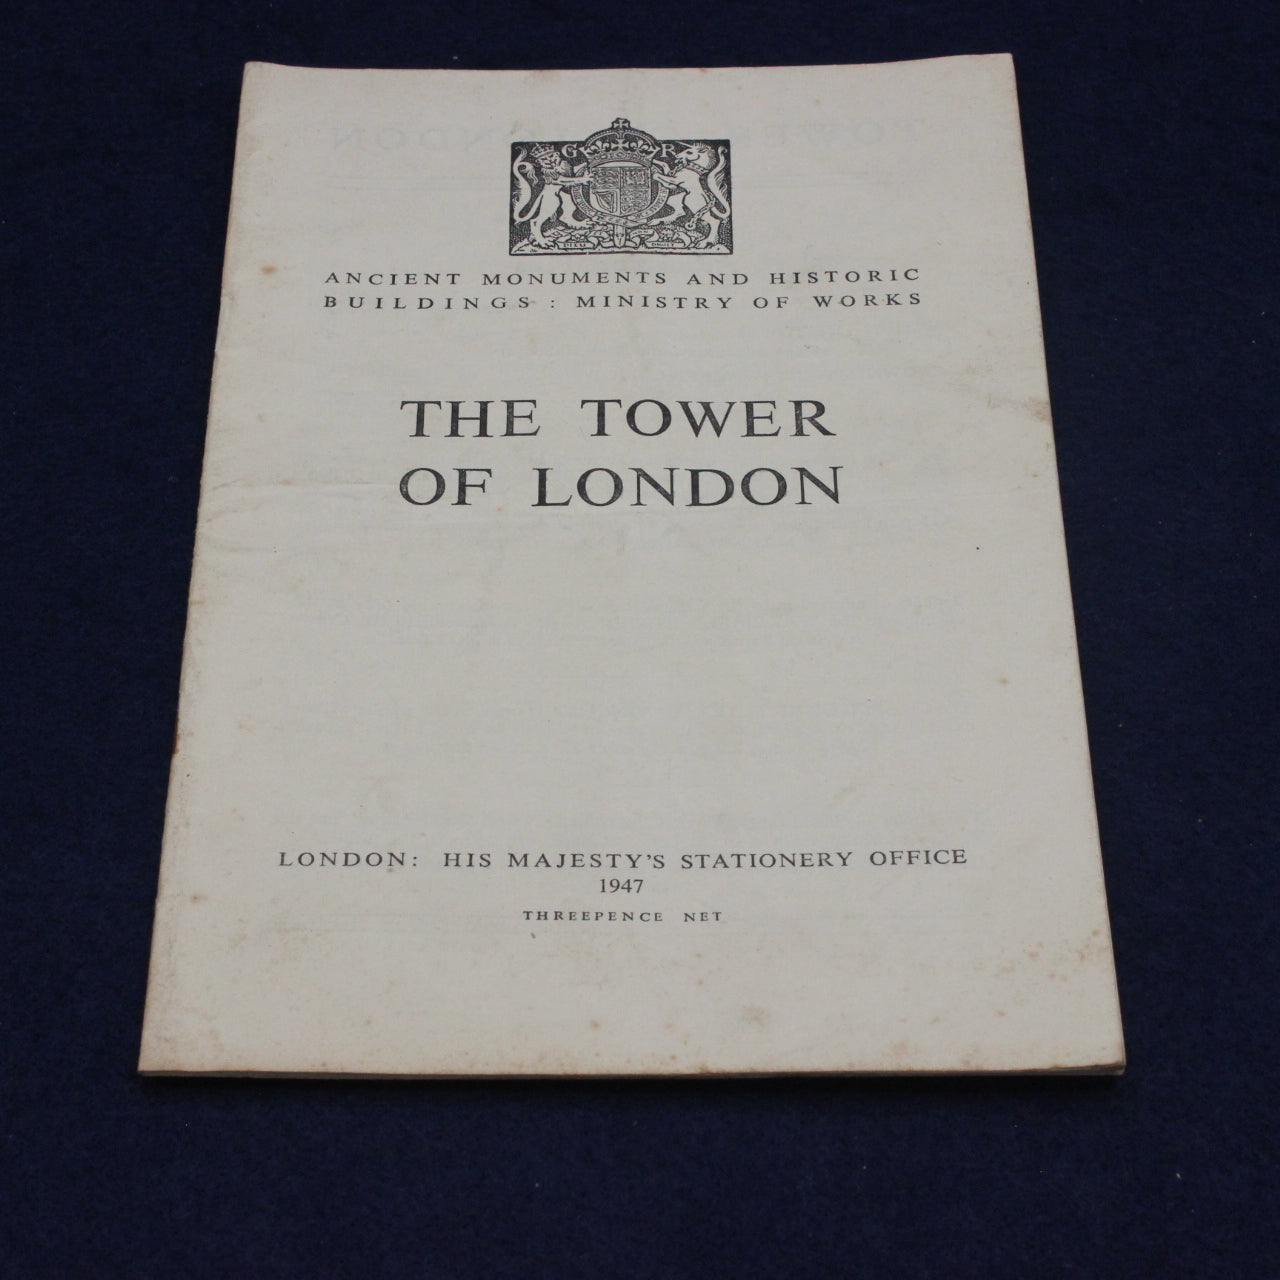 G R
ANCIENT MONUMENTS AND HISTORIC
BUILDINGS : MINISTRY OF WORKS
THE TOWER
OF LONDON
LONDON: HIS MAJESTY'S STATIONERY OFFICE
1947
THREEPENCE NET